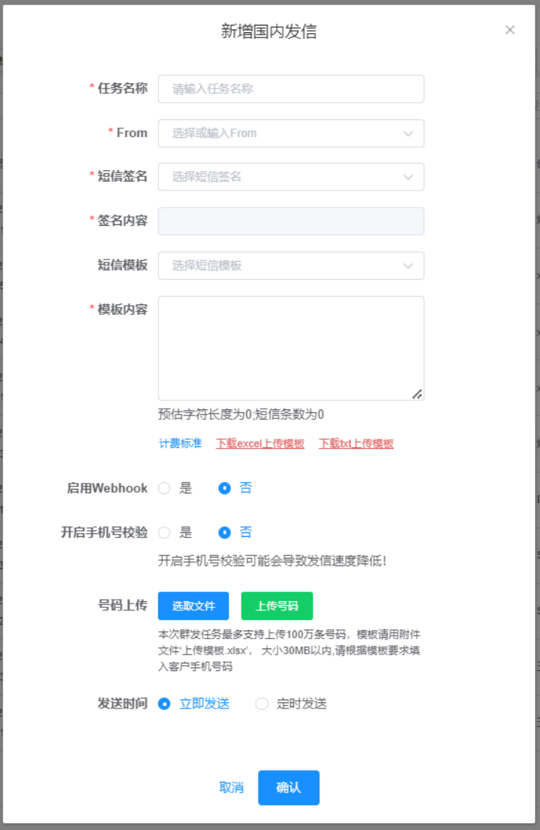 新增国内发信
* 任务名称 请输入任务名称
* From 选择或输入From
* 短信签名 选择短信签名
* 签名内容
短信模板 选择短信模板
* 模板内容
预估字符长度为0;短信条数为0
计费标准 下载excel上传模板 下载txt上传模板
启用Webhook 是 否
开启手机号校验 是 否
开启手机号校验可能会导致发信速度降低!
号码上传 选取文件 上传号码
本次群发任务最多支持上传100万条号码，模板请用附件
文件'上传模板.xlsx'， 大小30MB以内,请根据模板要求填
入客户手机号码
发送时间 立即发送 定时发送
取消 确认